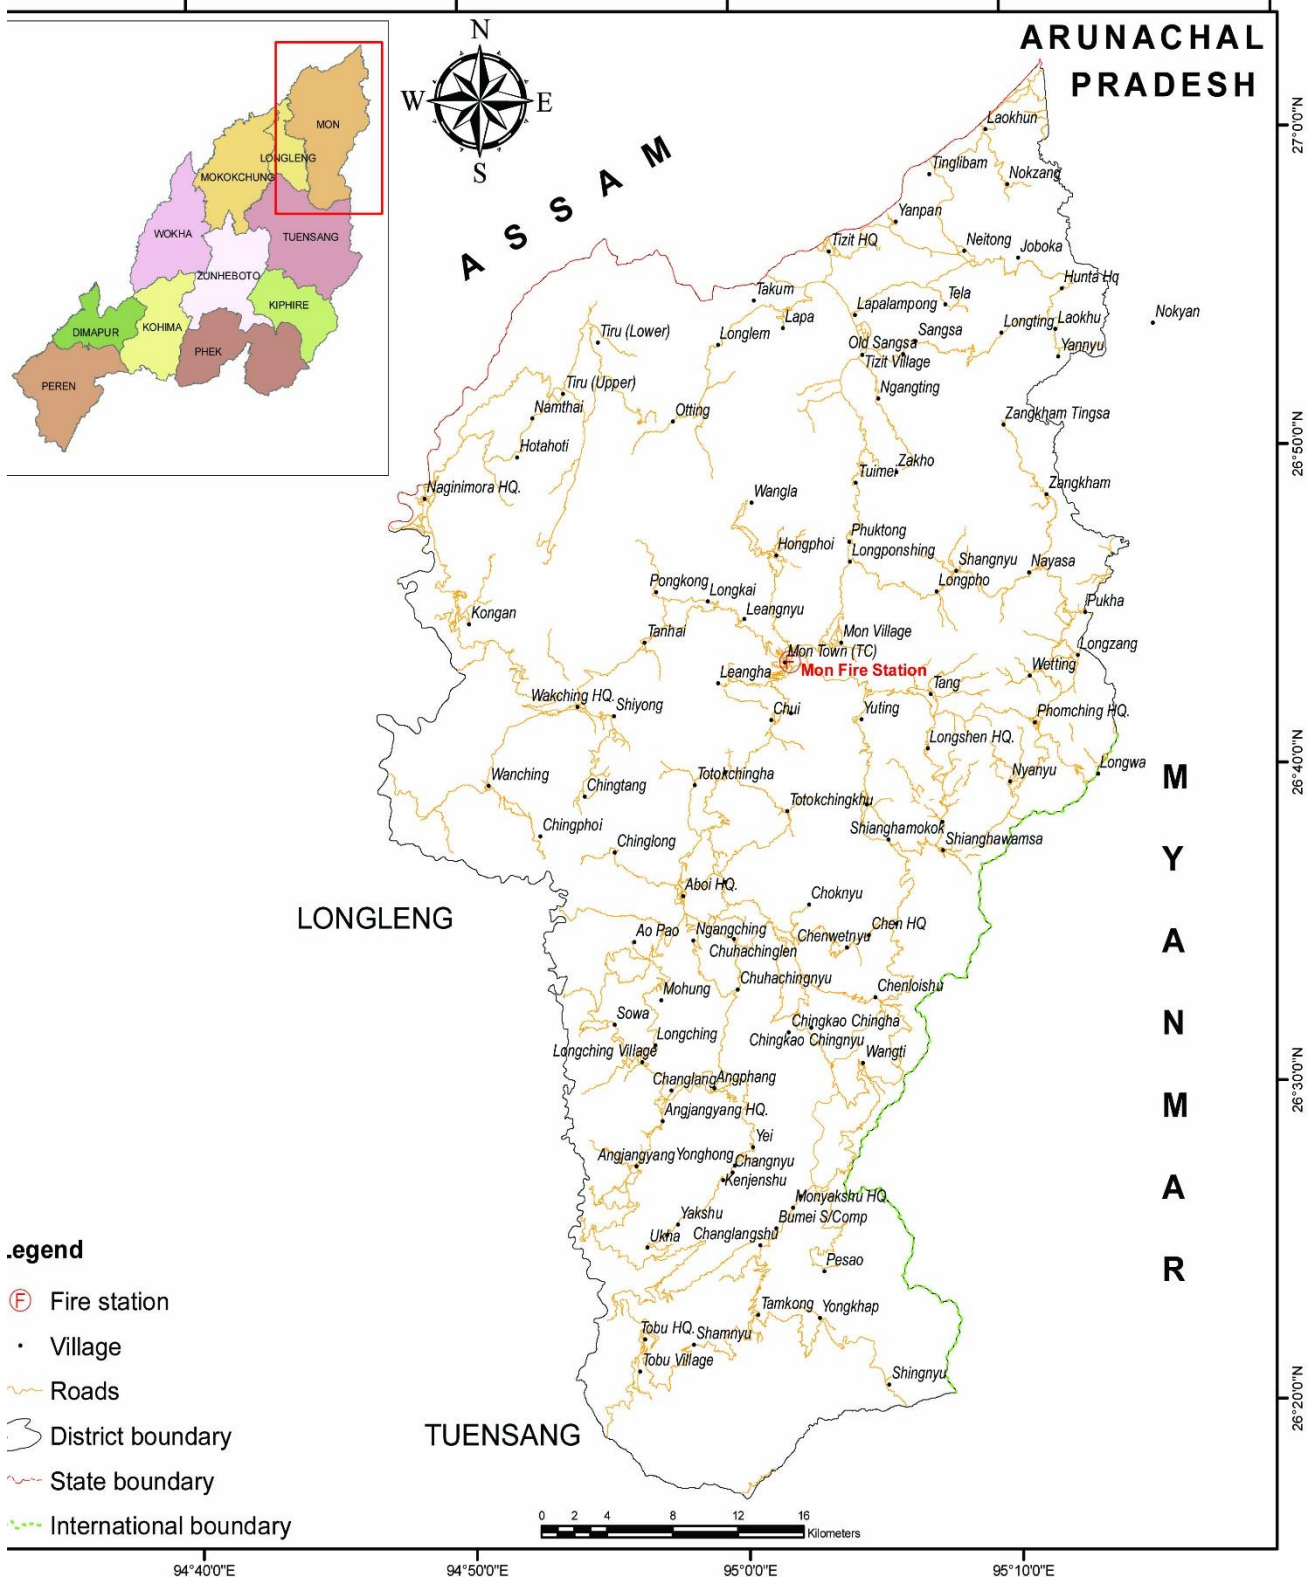 ARUNACHAL
PRADESH
N
W
E
S
ASSAM
MON
LONGLENG
MOKOKCHUNG
WOKHA
TUENSANG
ZUNHEBOTO
KIPHIRE
DIMAPUR
KOHIMA
PHEK
PEREN
27°0'0"N
Laokhun
Tinglibam
Nokzang
Yanpan
Tizit HQ
Neitong
Joboka
Hunta Hq
Takum
Lapalampong
Tela
Nokyan
Lapa
Tiru (Lower)
Longlem
Sangsa
Longting
Laokhu
Old Sangsa
Yannyu
Tizit Village
Tiru (Upper)
Ngangting
Namthai
Otting
Zangkham Tingsa
26°50'0"N
Hotahoti
Zakho
Tuimei
Naginimora HQ.
Wangla
Zangkham
Phuktong
Hongphoi
Longponshing
Shangnyu
Nayasa
Pongkong
Longkai
Longpho
Kongan
Leangnyu
Pukha
Tanhai
Mon Village
Mon Town (TC)
Longzang
Mon Fire Station
Wetting
Leangha
Tang
Wakching HQ.
Shiyong
Chui
Yuting
Phomching HQ.
Longshen HQ.
Longwa
26°40'0"N
Wanching
Chingtang
Totokchingha
Nyanyu
Totokchingkhu
Chingphoi
Shianghamokok
Chinglong
Shianghawamsa
MYANMAR
Aboi HQ.
LONGLENG
Choknyu
Ao Pao
Ngangching
Chenwetnyu
Chen HQ
Chuhachinglen
Chuhachingnyu
Chenloishu
Mohung
Sowa
Chingkao Chingha
Longching
Chingkao Chingnyu
Longching Village
Wangti
26°30'0"N
Changlang
Angphang
Angjangyang HQ.
Yei
Angjangyang
Yonghong
Changnyu
Kenjenshu
Monyakshu HQ.
Yakshu
Bumei S/Comp
Ukha
Changlangshu
Pesao
Tamkong
Yongkhap
Tobu HQ.
Shamnyu
Tobu Village
Shingnyu
26°20'0"N
TUENSANG
Legend
F Fire station
Village
Roads
District boundary
State boundary
International boundary
0 2 4 8 12 16
Kilometers
94°40'0"E 94°50'0"E 95°0'0"E 95°10'0"E